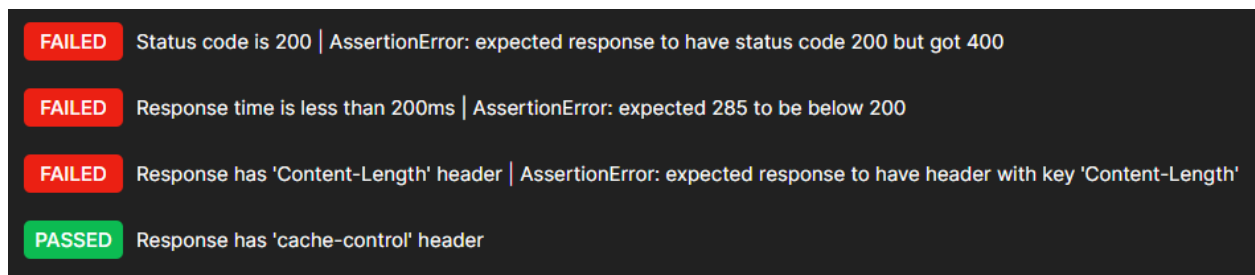 FAILED Status code is 200 | AssertionError: expected response to have status code 200 but got 400
FAILED Response time is less than 200ms | AssertionError: expected 285 to be below 200
FAILED Response has 'Content-Length' header | AssertionError: expected response to have header with key 'Content-Length'
PASSED Response has 'cache-control' header